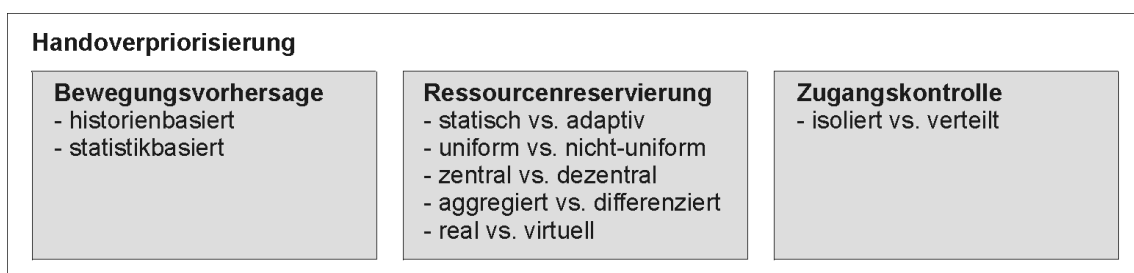 Handoverpriorisierung
Bewegungsvorhersage
- historienbasiert
- statistikbasiert
Ressourcenreservierung
- statisch vs. adaptiv
- uniform vs. nicht-uniform
- zentral vs. dezentral
- aggregiert vs. differenziert
- real vs. virtuell
Zugangskontrolle
- isoliert vs. verteilt